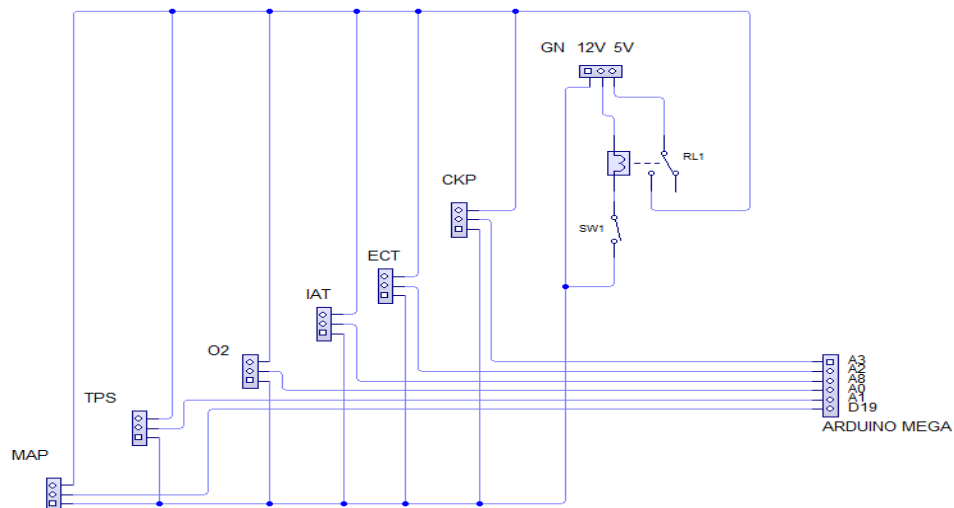 GN 12V 5V
RL1
CKP
SW1
ECT
IAT
O2
A3
A2
A8
A0
A1
D19
TPS
ARDUINO MEGA
MAP